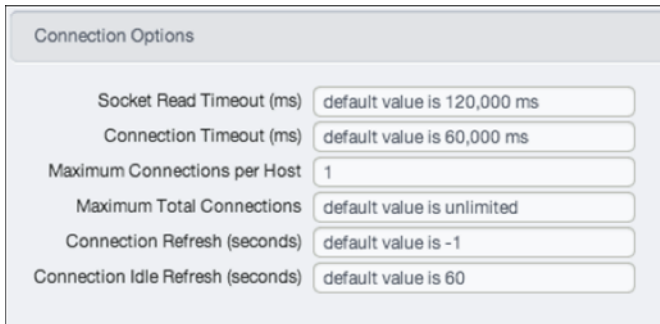 Connection Options
Socket Read Timeout (ms) default value is 120,000 ms
Connection Timeout (ms) default value is 60,000 ms
Maximum Connections per Host 1
Maximum Total Connections default value is unlimited
Connection Refresh (seconds) default value is -1
Connection Idle Refresh (seconds) default value is 60